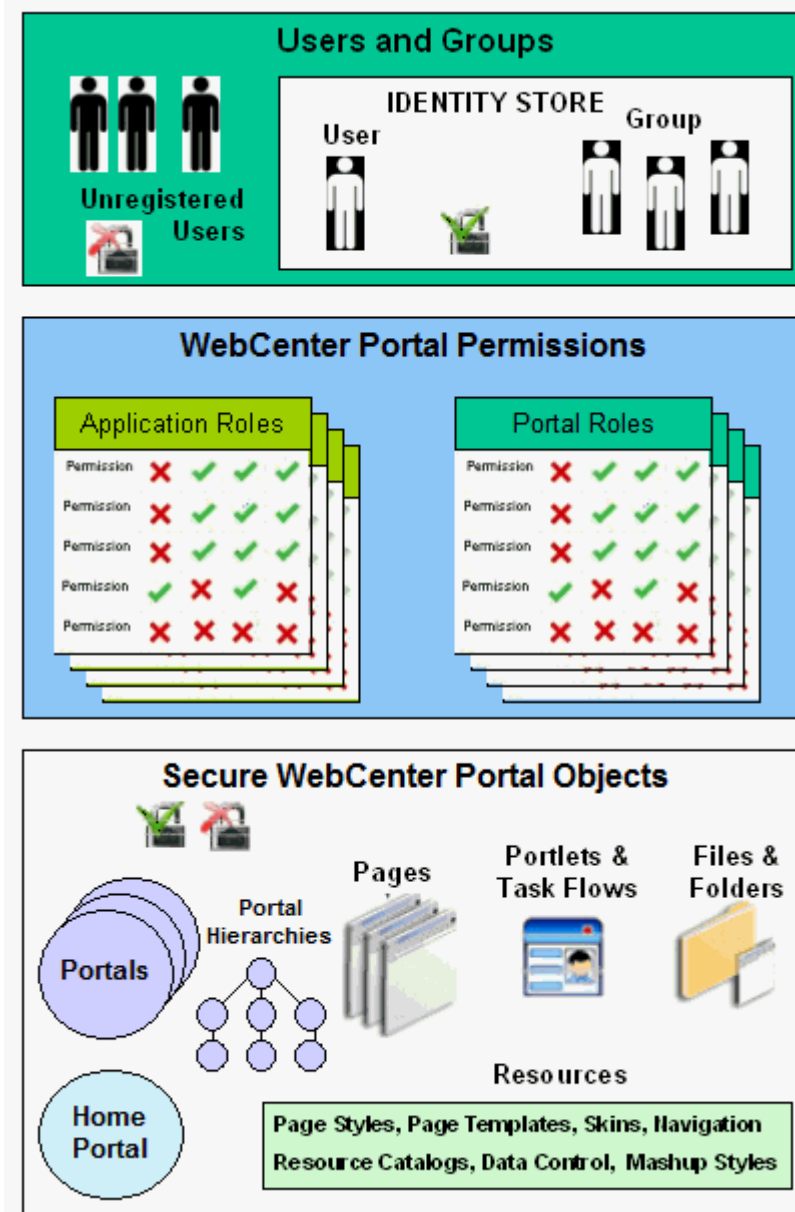 Users and Groups
IDENTITY STORE
User
Group
Unregistered
Users
WebCenter Portal Permissions
Application Roles
Permission
Permission
Permission
Permission
Permission
Portal Roles
Permission
Permission
Permission
Permission
Permission
Secure WebCenter Portal Objects
Portals
Portal
Hierarchies
Pages
Portlets &
Task Flows
Files &
Folders
Home
Portal
Resources
Page Styles, Page Templates, Skins, Navigation
Resource Catalogs, Data Control, Mashup Styles